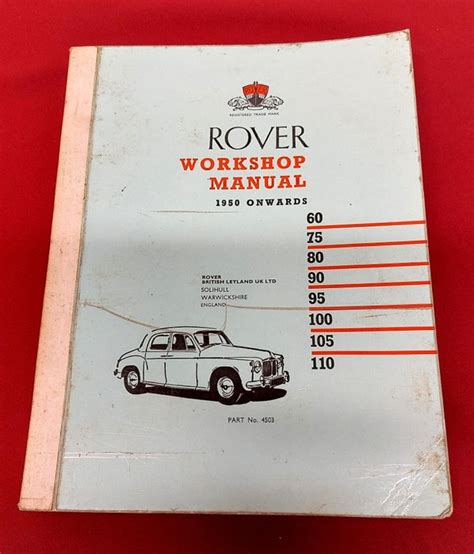 ROVER
REGISTERED TRADE MARK
ROVER
WORKSHOP
MANUAL
1950 ONWARDS
60
75
80
90
95
100
105
110
ROVER
BRITISH LEYLAND UK LTD
SOLIHULL
WARWICKSHIRE
ENGLAND
PART No. 4503